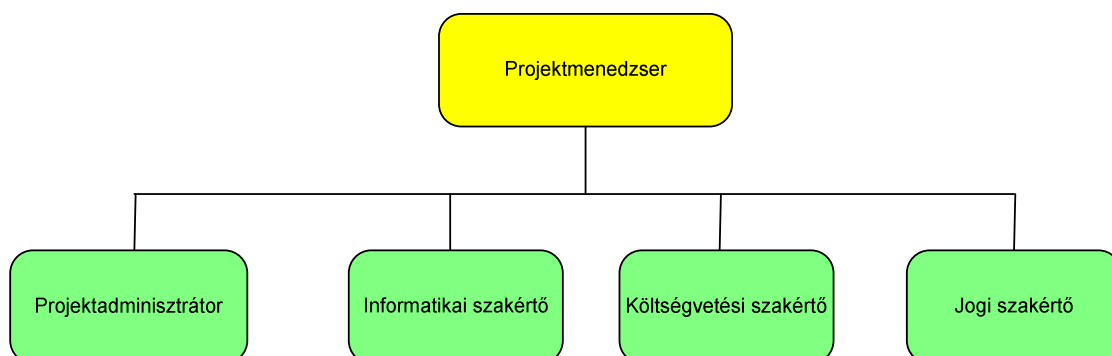 Projektmenedzser
Projektadminisztrátor
Informatikai szakértő
Költségvetési szakértő
Jogi szakértő